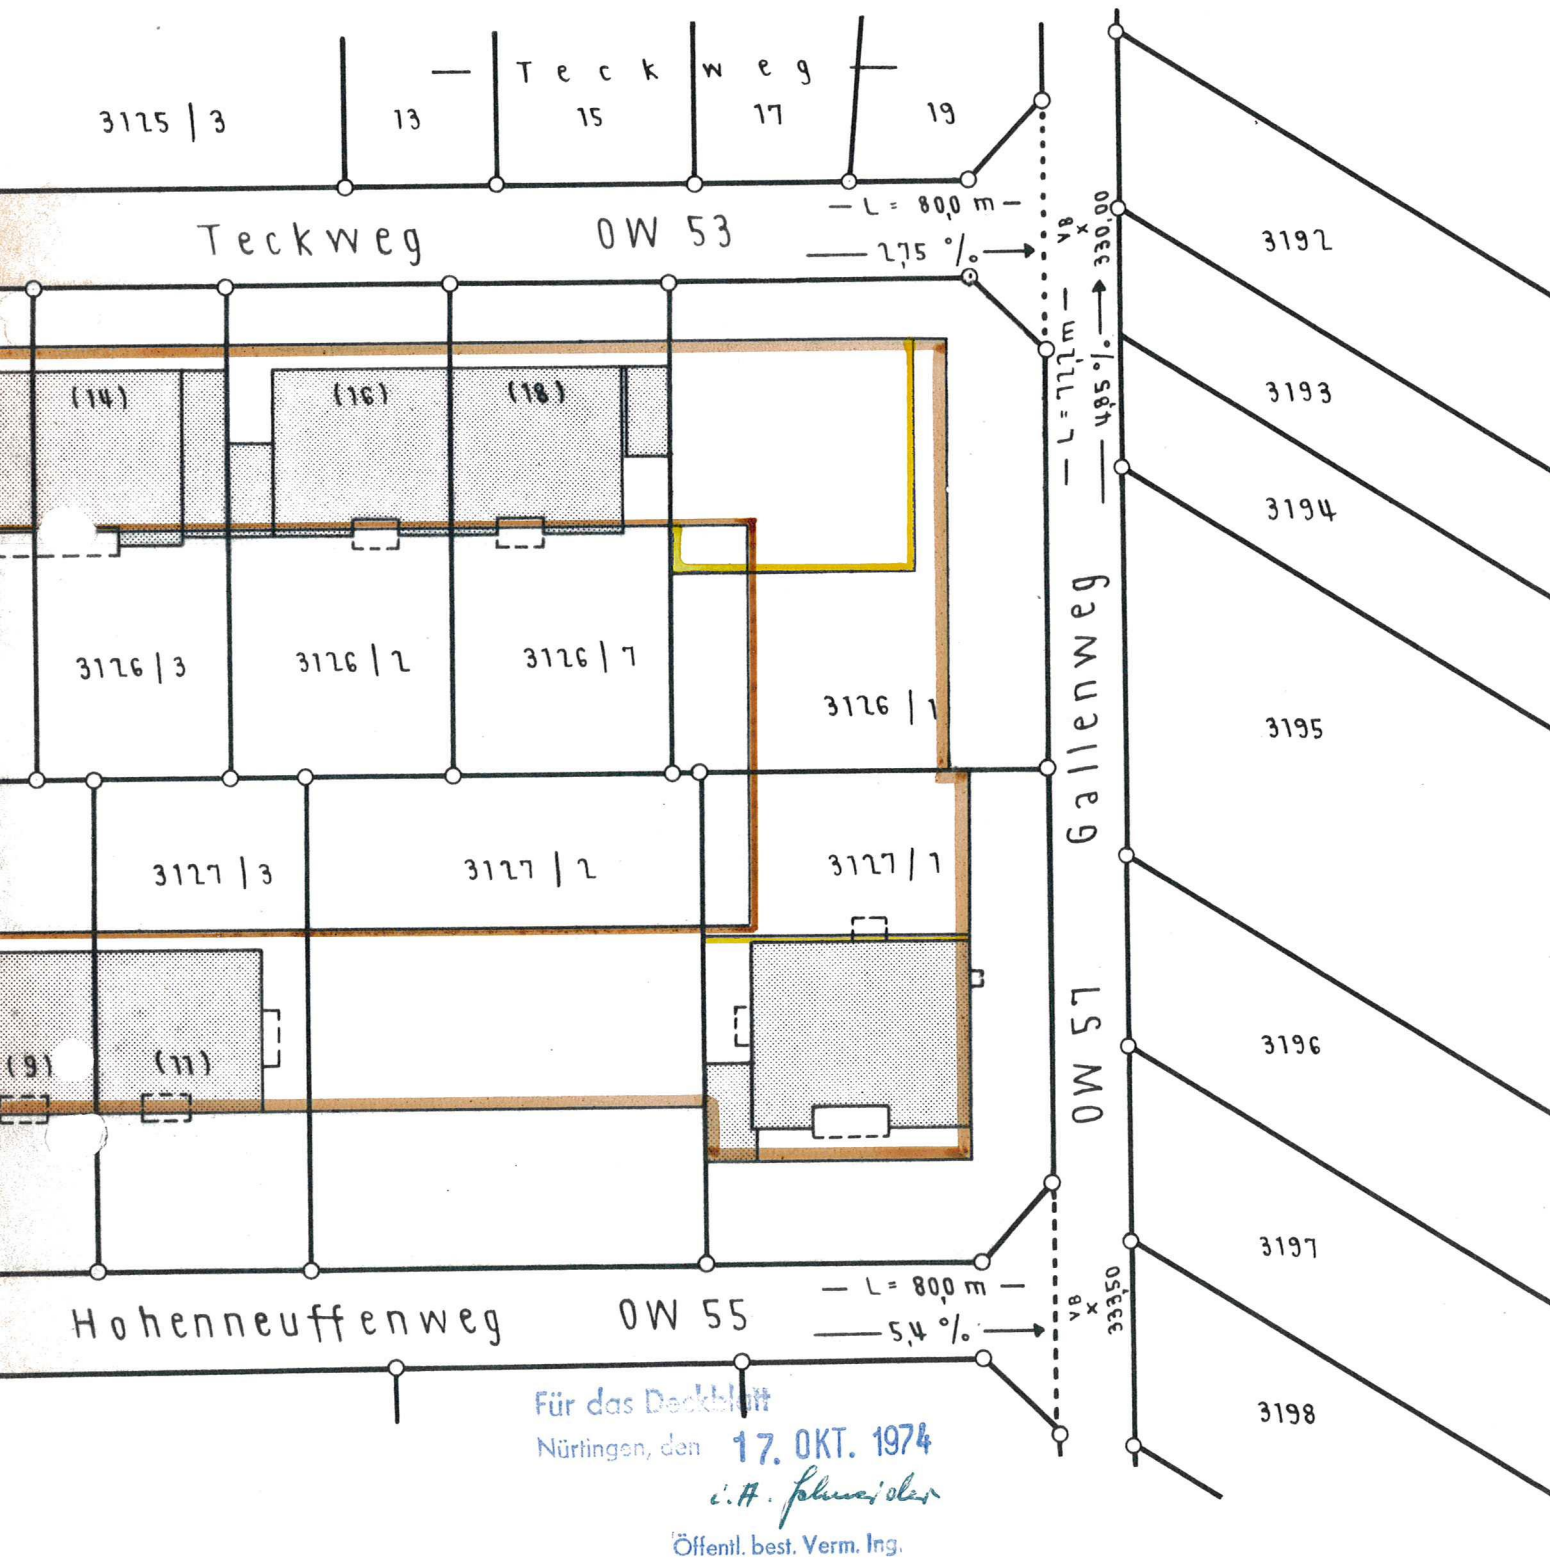 — Teckweg —
3125/3 13 15 17 19
— L = 80,0 m —
Teckweg OW 53
2,75 %
VB
x
330,00
— L = 72,2 m —
4,85 %
3192
(14) (16) (18)
3193
3194
Gallenweg
3126/3 3126/2 3126/7
3126/1
3195
3127/3 3127/2 3127/1
OW 57
3196
(9) (11)
3197
— L = 80,0 m —
Hohenneuffenweg OW 55
5,4 %
VB
x
333,50
3198
Für das Deckblatt
Nürtingen, den 17. OKT. 1974
i.A. Schneider
Öffentl. best. Verm. Ing.